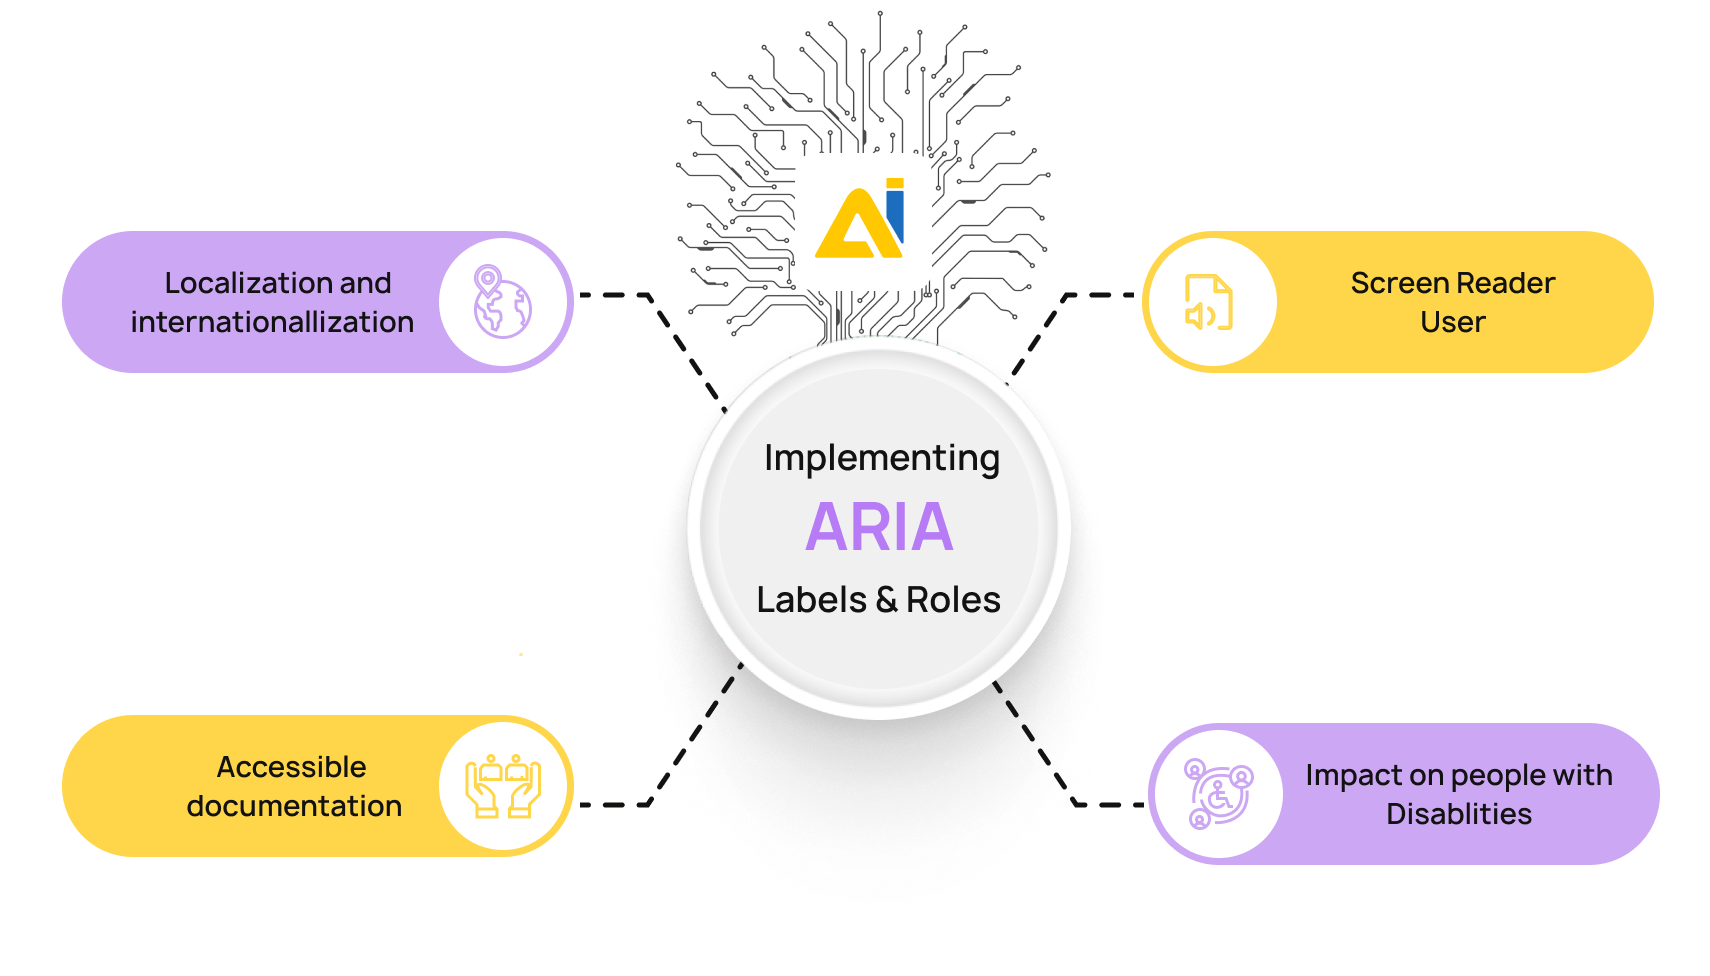 Ai
Localization and
internationallization
Screen Reader
User
Implementing
ARIA
Labels & Roles
Accessible
documentation
Impact on people with
Disablities